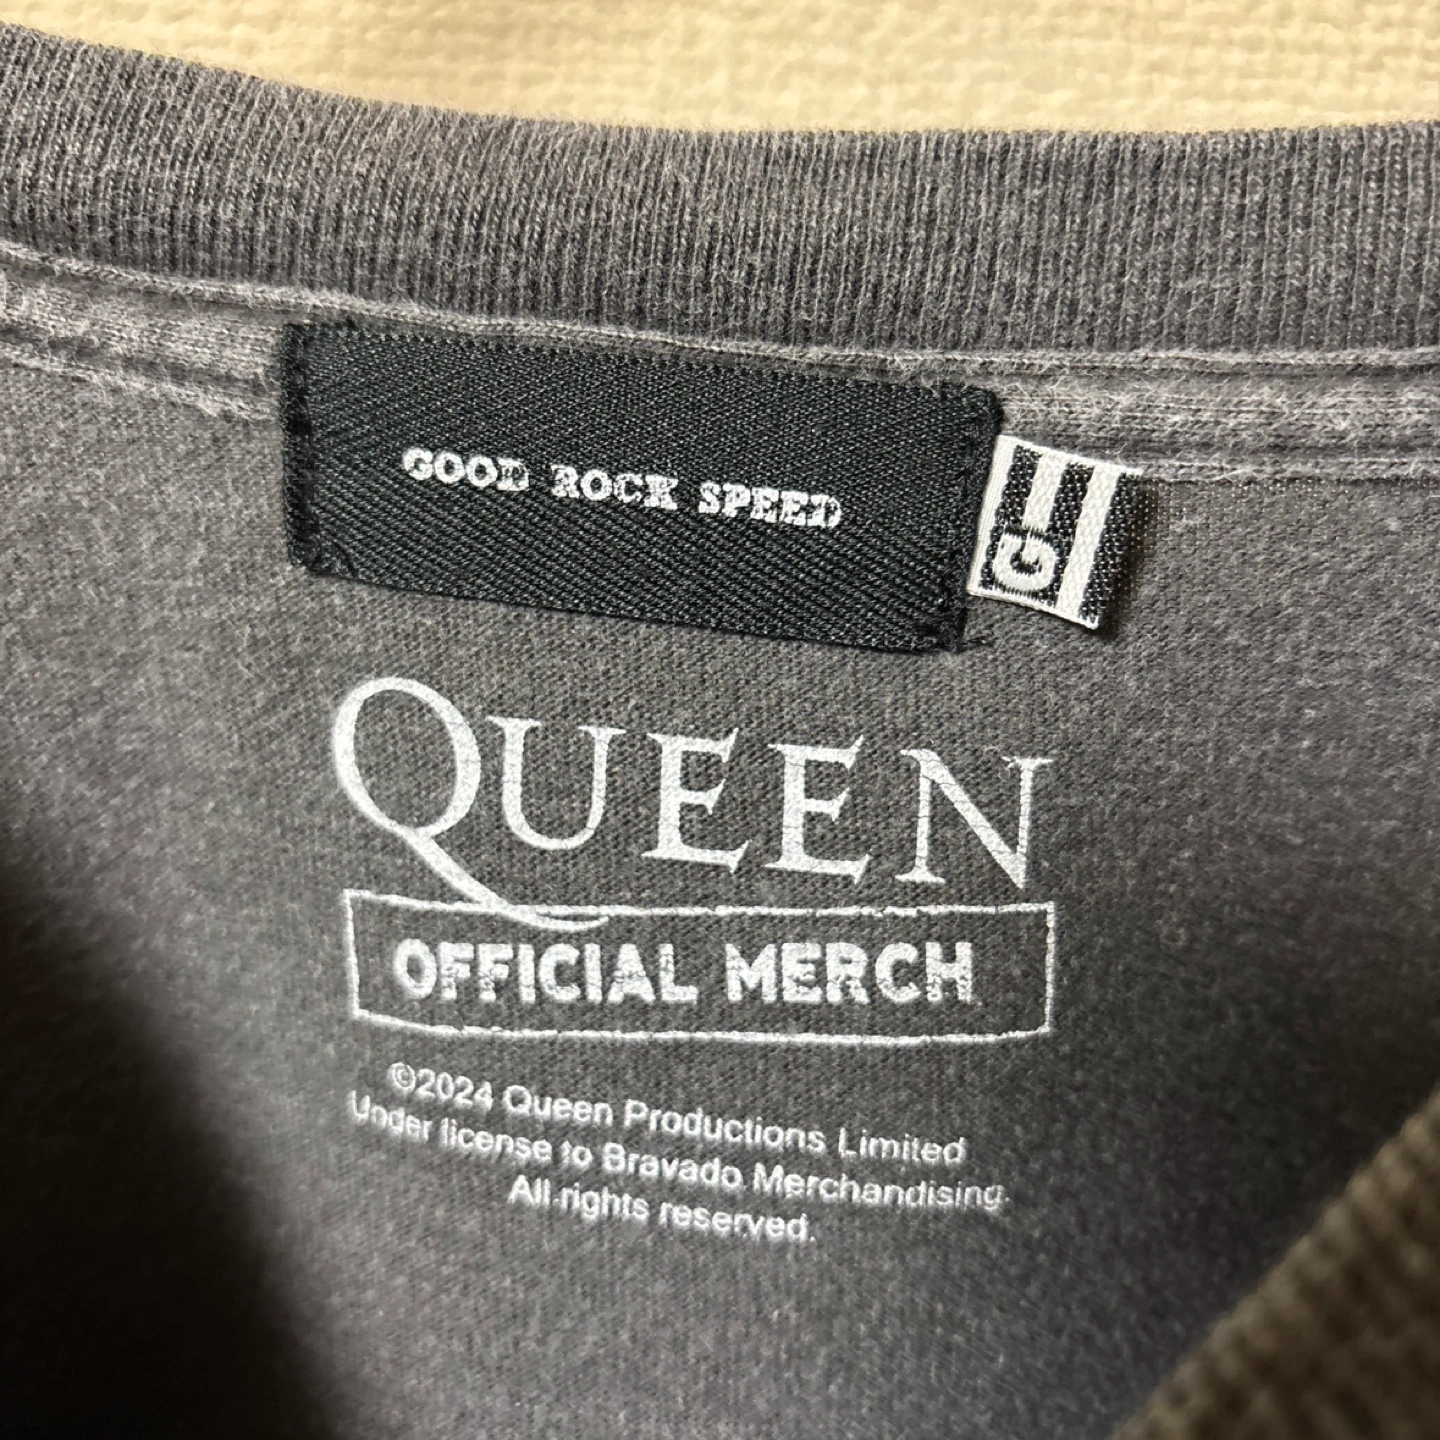 GOOD ROCK SPEED
G
QUEEN
OFFICIAL MERCH
©2024 Queen Productions Limited
Under license to Bravado Merchandising.
All rights reserved.